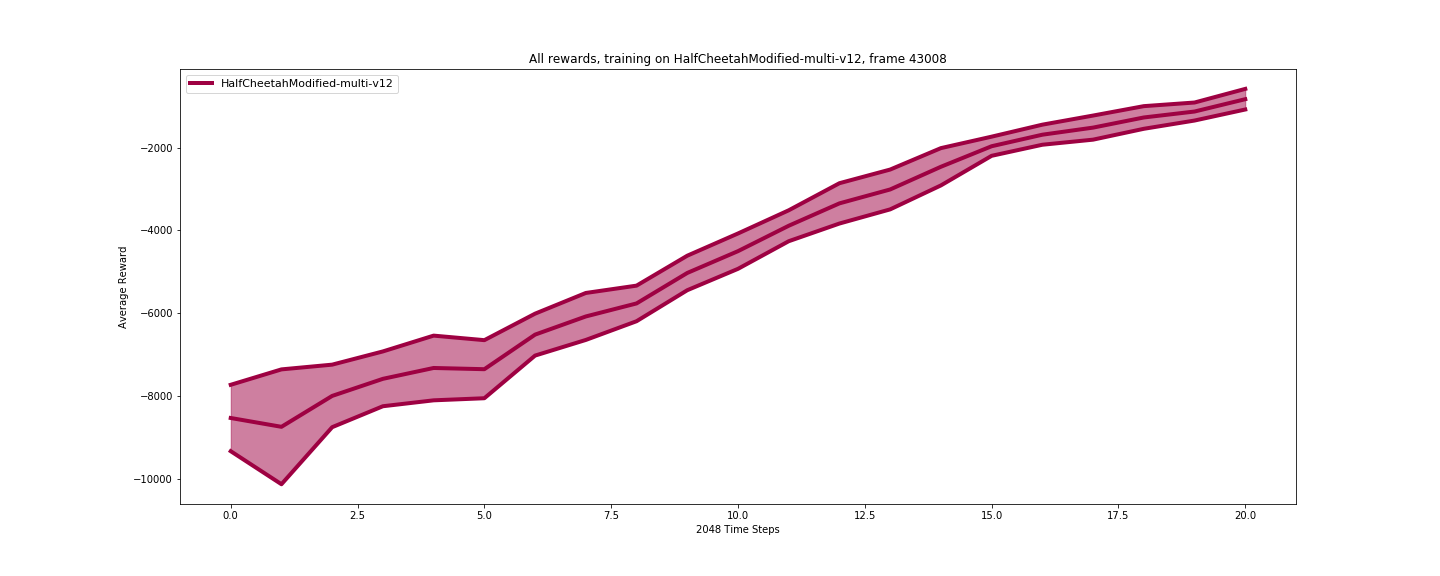 All rewards, training on HalfCheetahModified-multi-v12, frame 43008
HalfCheetahModified-multi-v12
Average Reward
−2000
−4000
−6000
−8000
−10000
0.0 2.5 5.0 7.5 10.0 12.5 15.0 17.5 20.0
2048 Time Steps